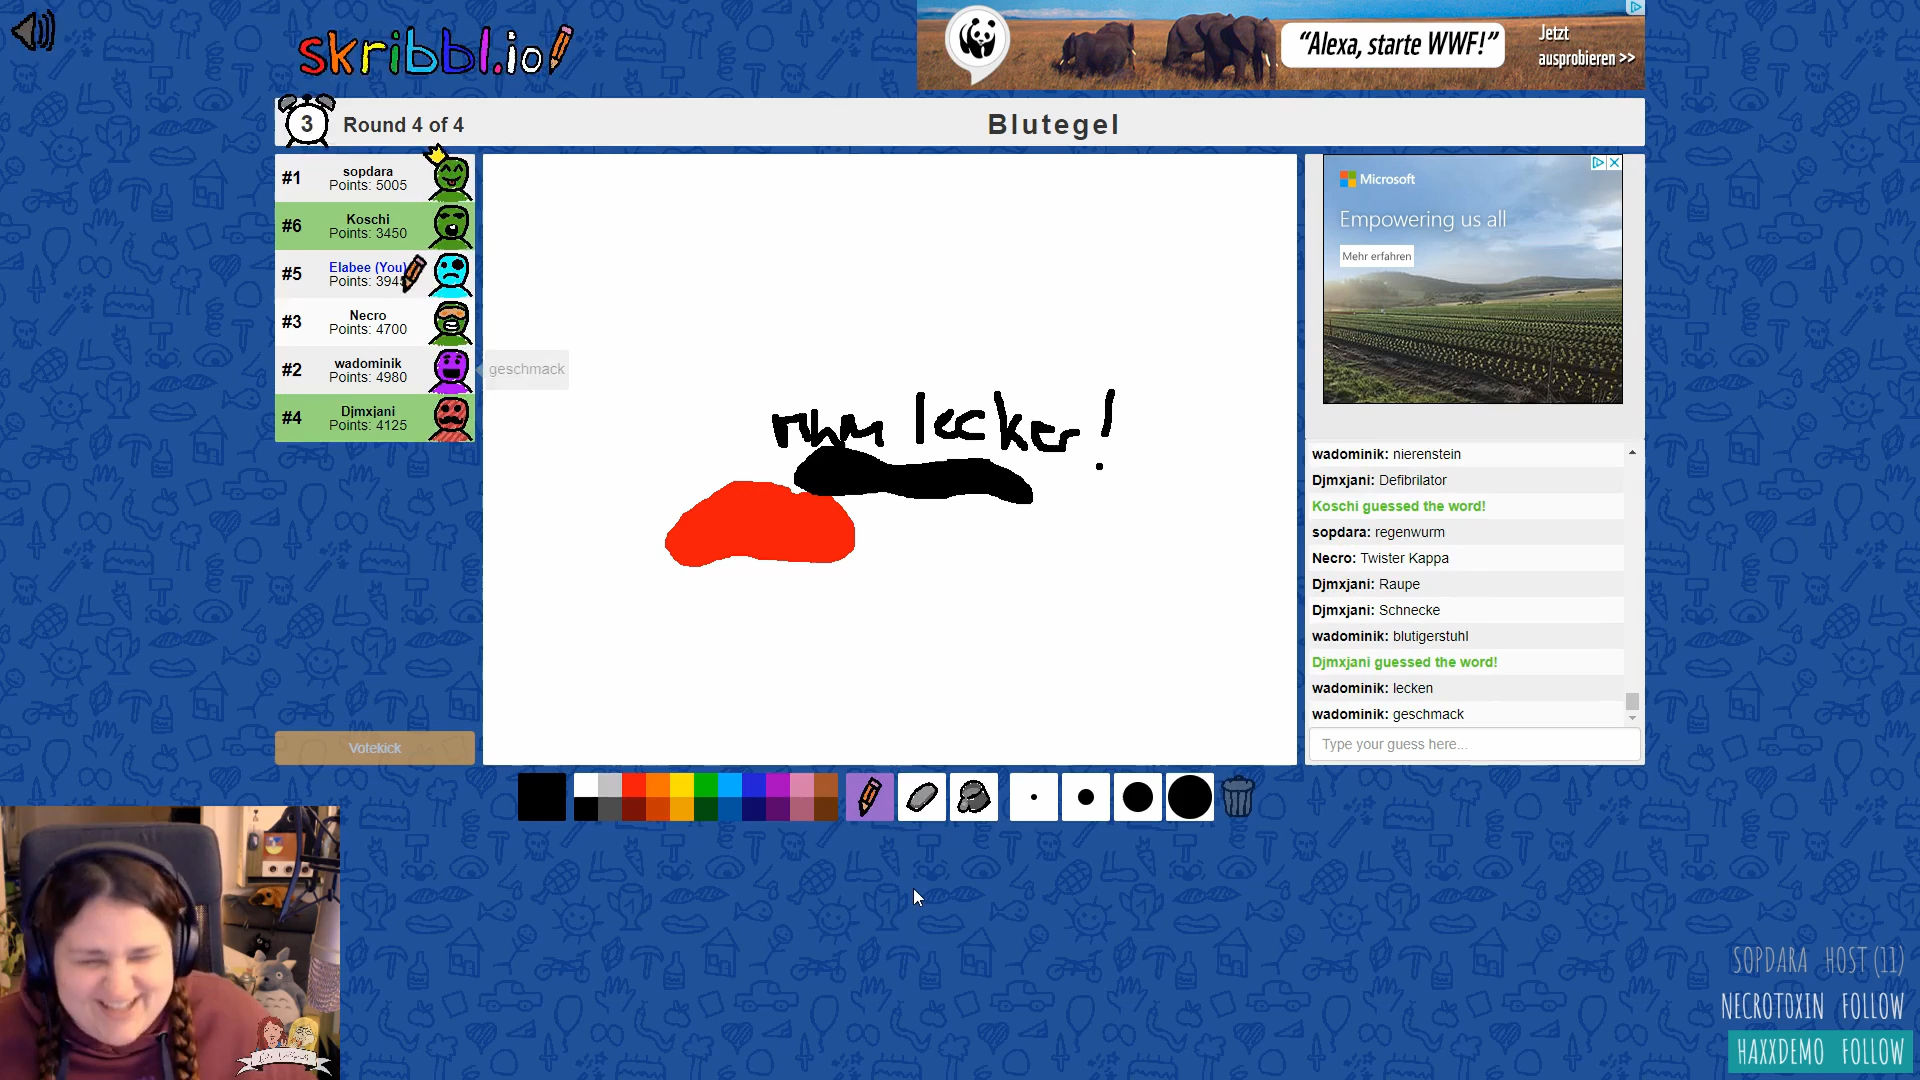 skribbl.io
"Alexa, starte WWF!"
Jetzt
ausprobieren >>
3
Round 4 of 4
Blutegel
#1
sopdara
Points: 5005
#6
Koschi
Points: 3450
#5
Elabee (You)
Points: 3945
#3
Necro
Points: 4700
#2
wadominik
Points: 4980
#4
Djmxjani
Points: 4125
geschmack
lecker!
Microsoft
Empowering us all
Mehr erfahren
wadominik: nierenstein
Djmxjani: Defibrilator
Koschi guessed the word!
sopdara: regenwurm
Necro: Twister Kappa
Djmxjani: Raupe
Djmxjani: Schnecke
wadominik: blutigerstuhl
Djmxjani guessed the word!
wadominik: lecken
wadominik: geschmack
Type your guess here...
Votekick
SOPDARA HOST (11)
NECROTOXIN FOLLOW
HAXXDEMO FOLLOW